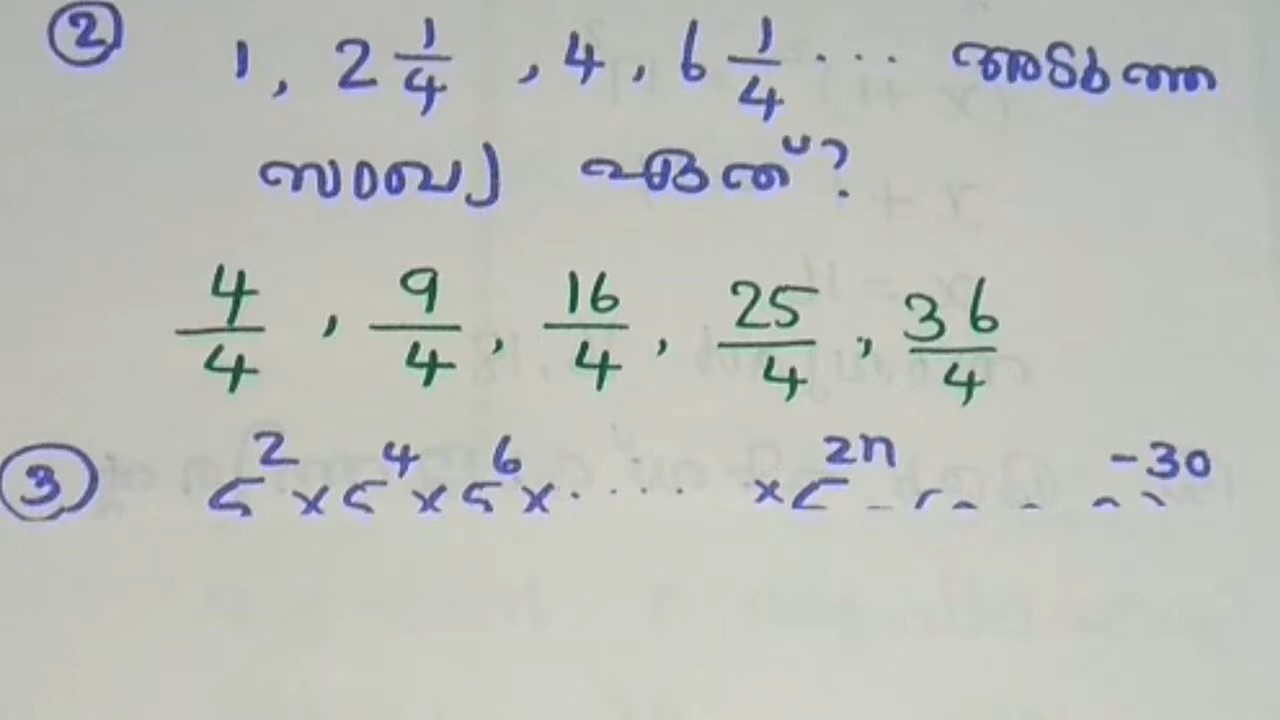 ② 1, 2 1/4, 4, 6 1/4 ... അടുത്ത
സംഖ്യ ഏത്?
4/4, 9/4, 16/4, 25/4, 36/4
③ 5² × 5⁴ × 5⁶ × ..... × 5²ⁿ ⁻³⁰